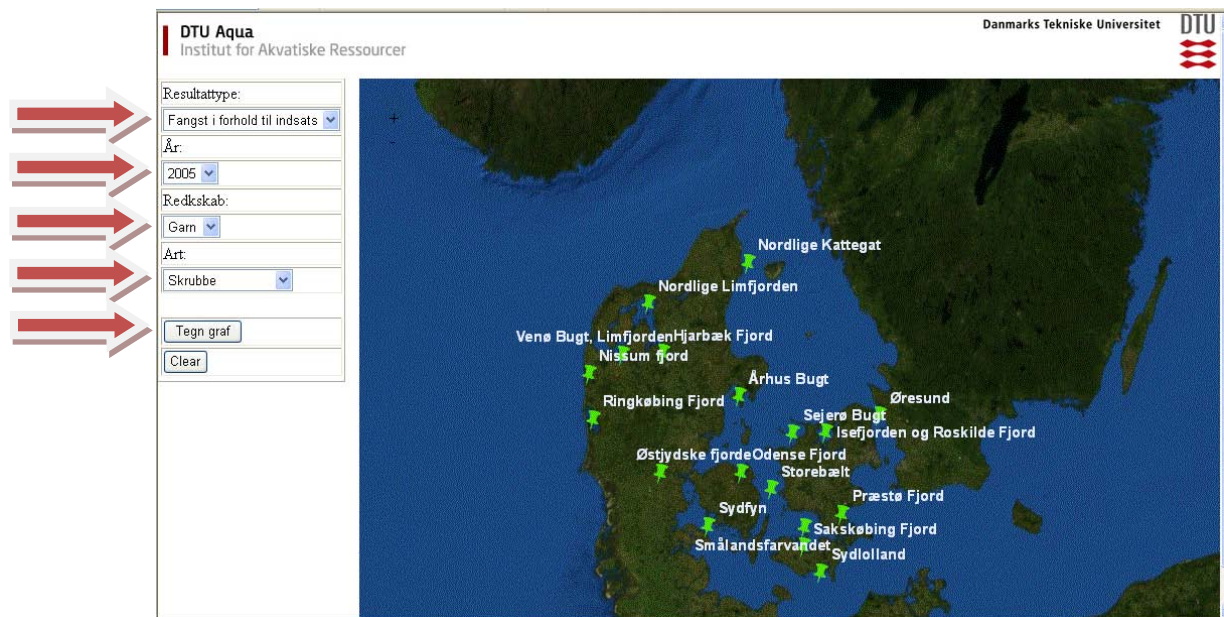 DTU Aqua
Institut for Akvatiske Ressourcer
Danmarks Tekniske Universitet
DTU
Resultattype:
Fangst i forhold til indsats
År:
2005
Redkskab:
Garn
Art:
Skrubbe
Tegn graf
Clear
+
-
Nordlige Kattegat
Nordlige Limfjorden
Venø Bugt, Limfjorden
Hjarbæk Fjord
Nissum fjord
Århus Bugt
Ringkøbing Fjord
Øresund
Sejerø Bugt
Isefjorden og Roskilde Fjord
Østjydske fjorde
Odense Fjord
Storebælt
Præstø Fjord
Sydfyn
Sakskøbing Fjord
Smålandsfarvandet
Sydlolland